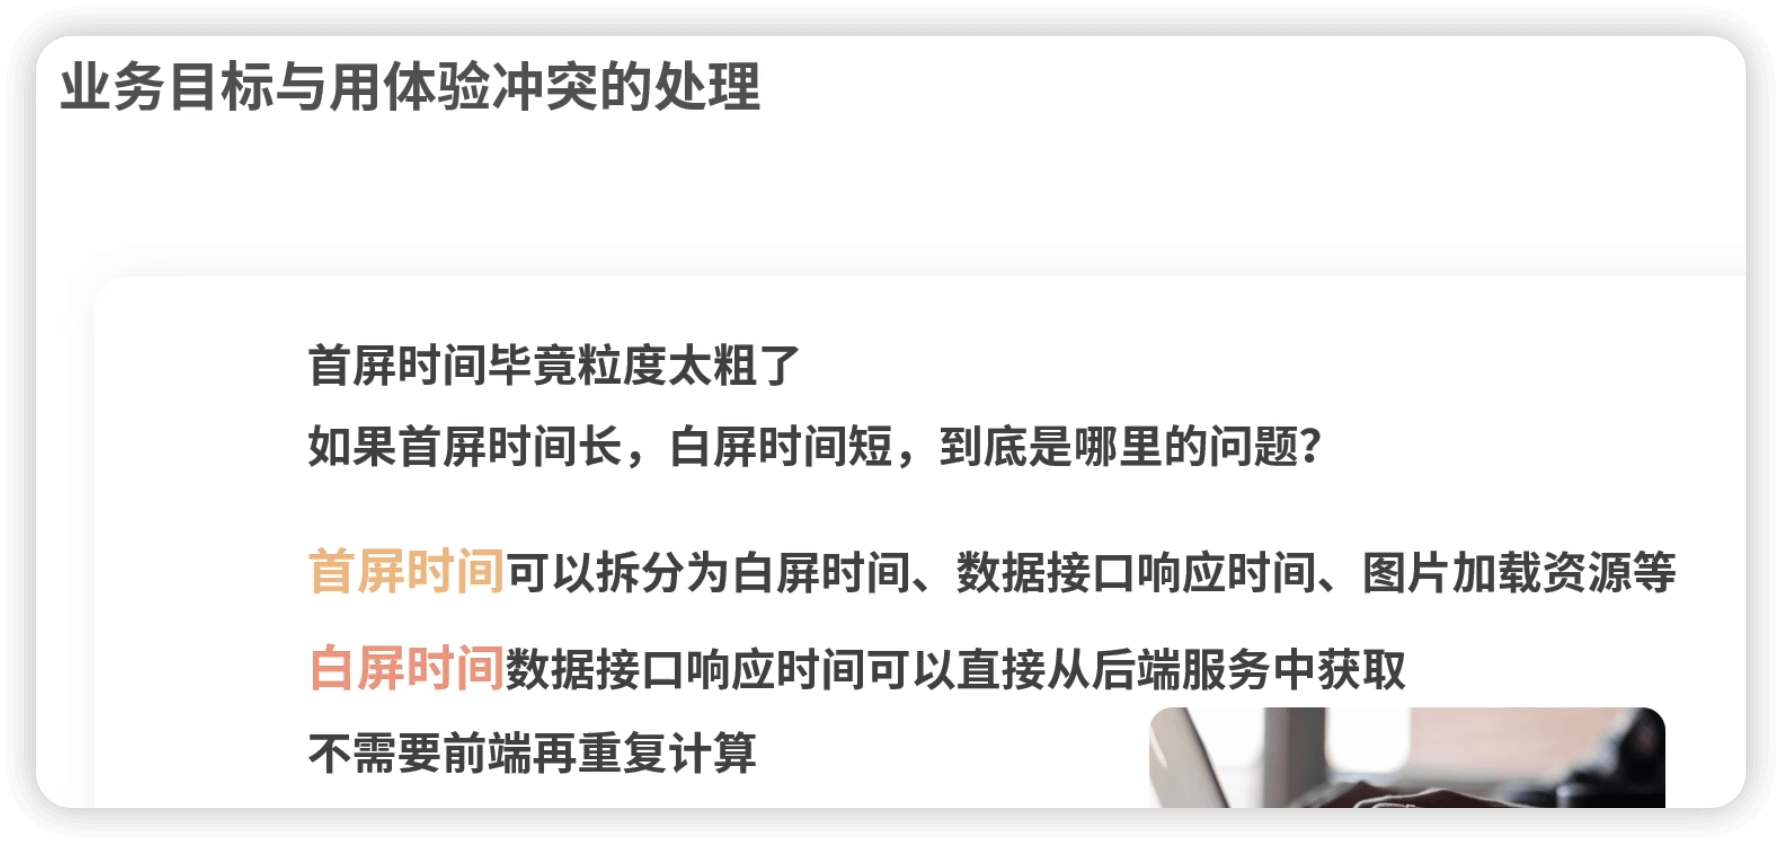 业务目标与用体验冲突的处理
首屏时间毕竟粒度太粗了
如果首屏时间长，白屏时间短，到底是哪里的问题？
首屏时间可以拆分为白屏时间、数据接口响应时间、图片加载资源等
白屏时间数据接口响应时间可以直接从后端服务中获取
不需要前端再重复计算